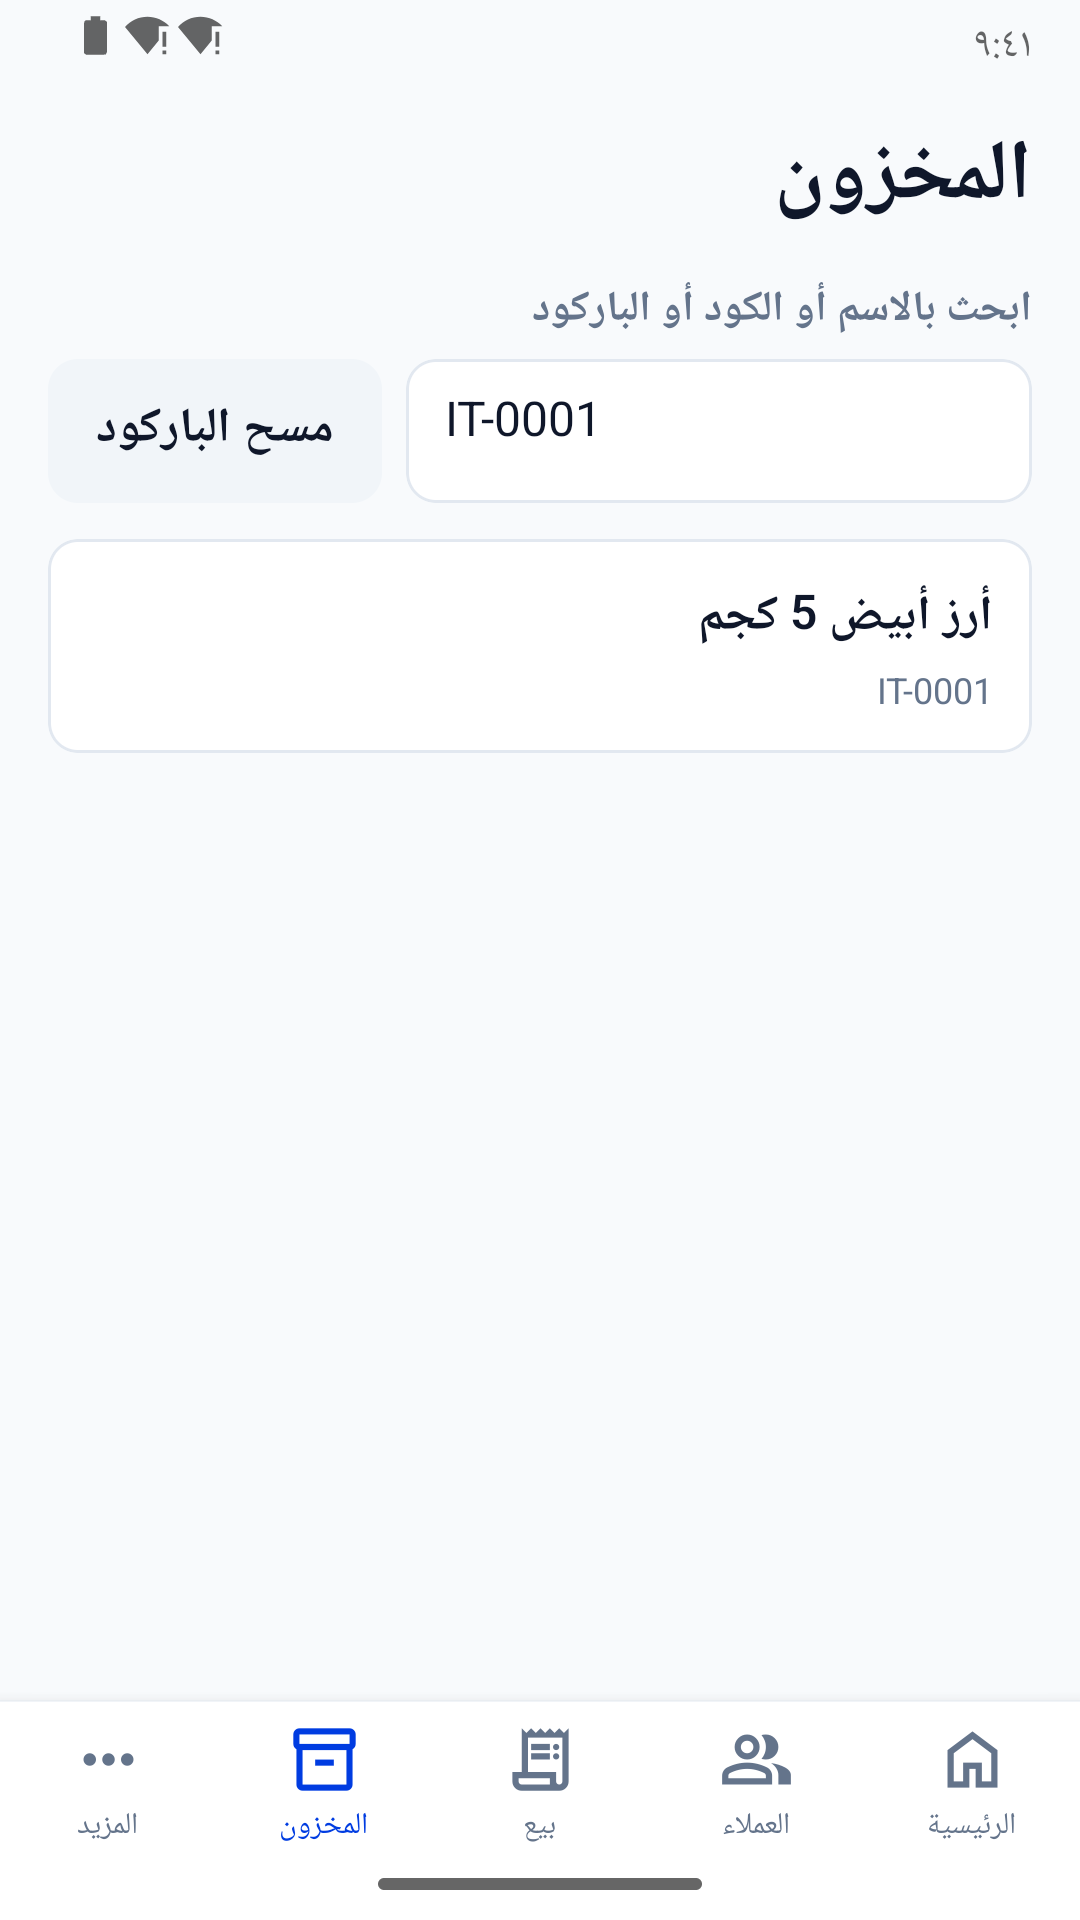 ٩:٤١
المخزون
ابحث بالاسم أو الكود أو الباركود
IT-0001
مسح الباركود
أرز أبيض 5 كجم
IT-0001
الرئيسية
العملاء
بيع
المخزون
المزيد